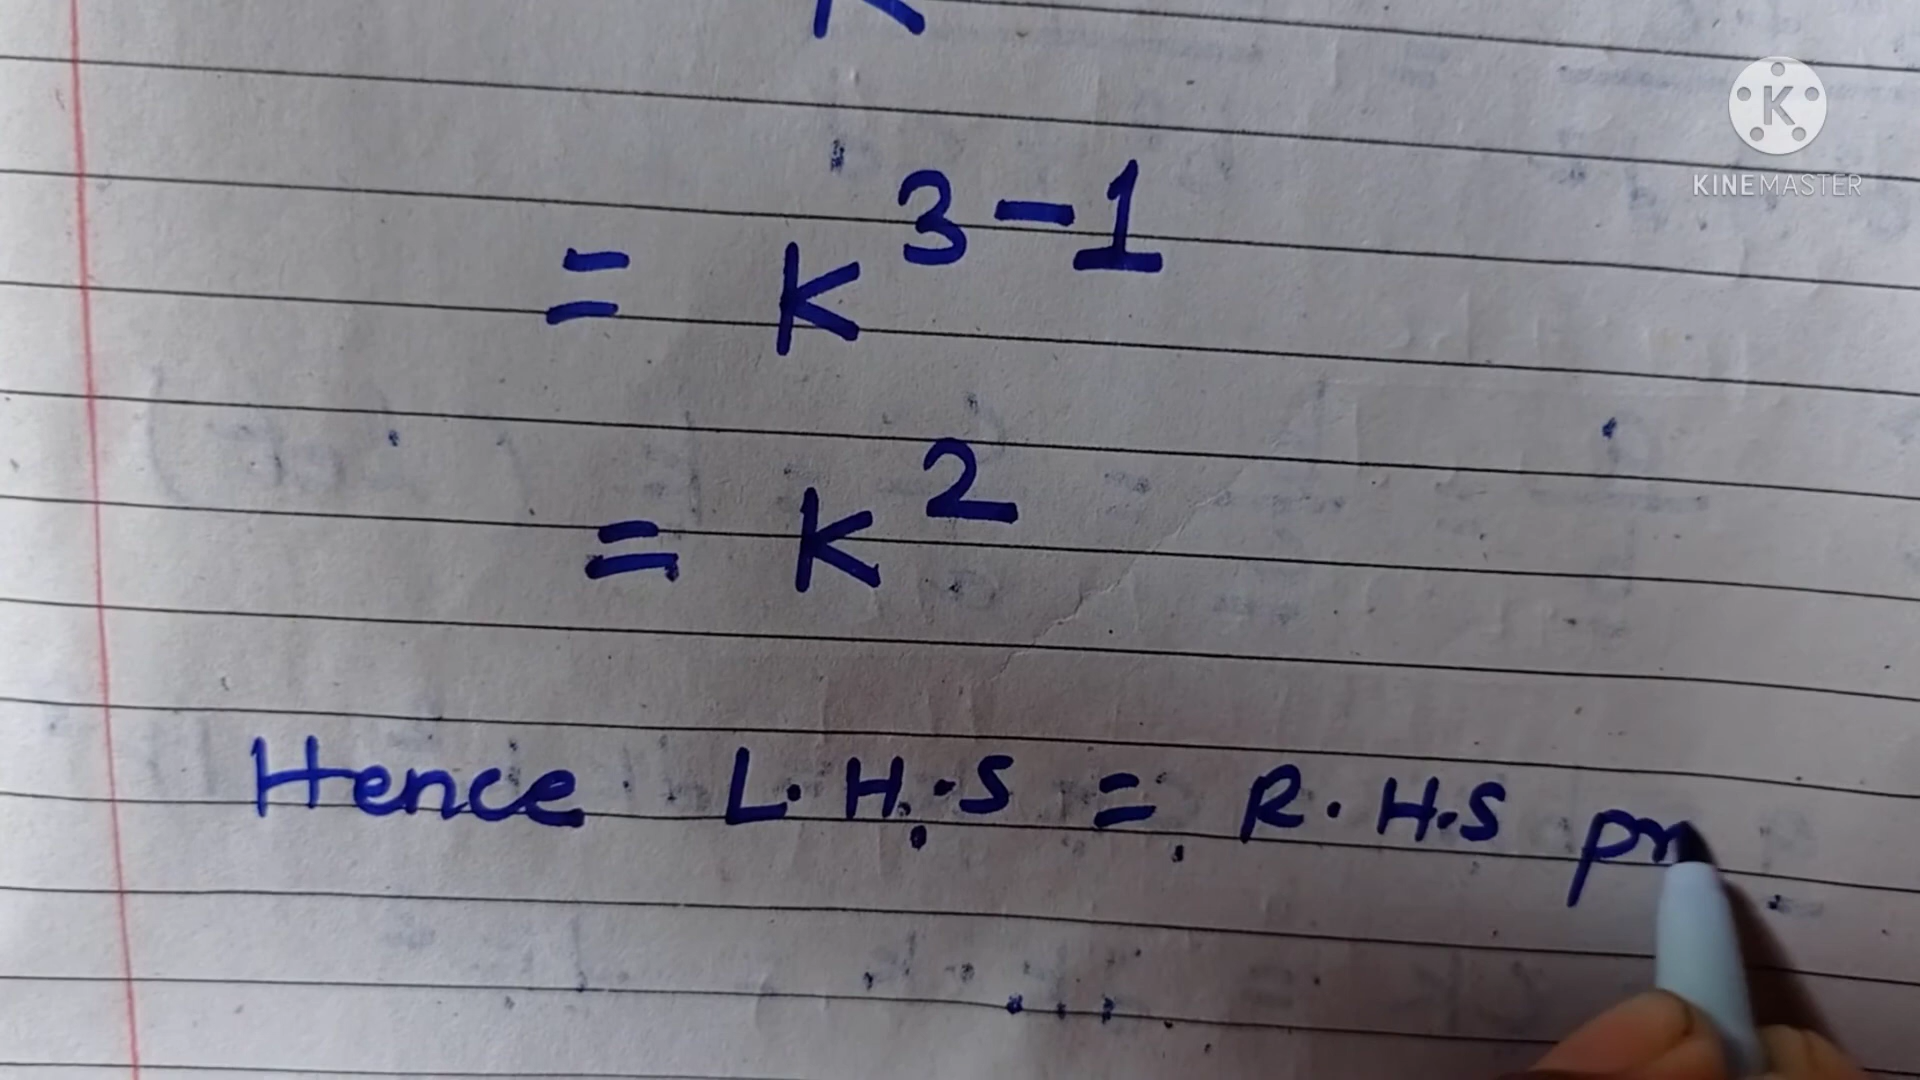 K
KINEMASTER
= K^3-1
= K^2
Hence L.H.S = R.H.S pr